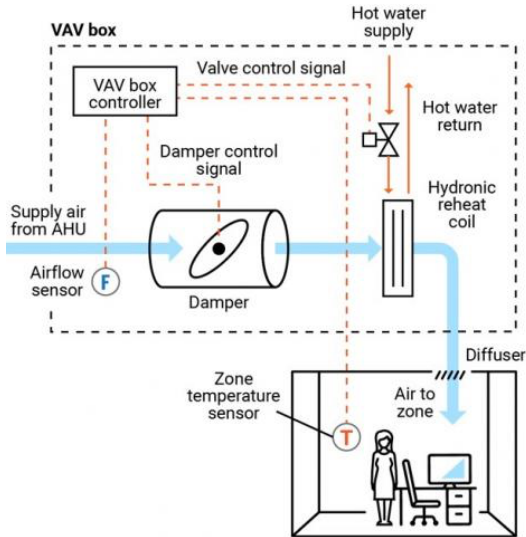 VAV box
Hot water
supply
VAV box
controller
Valve control signal
Hot water
return
Damper control
signal
Hydronic
reheat
coil
Supply air
from AHU
Airflow
sensor
F
Damper
Diffuser
Zone
temperature
sensor
T
Air to
zone